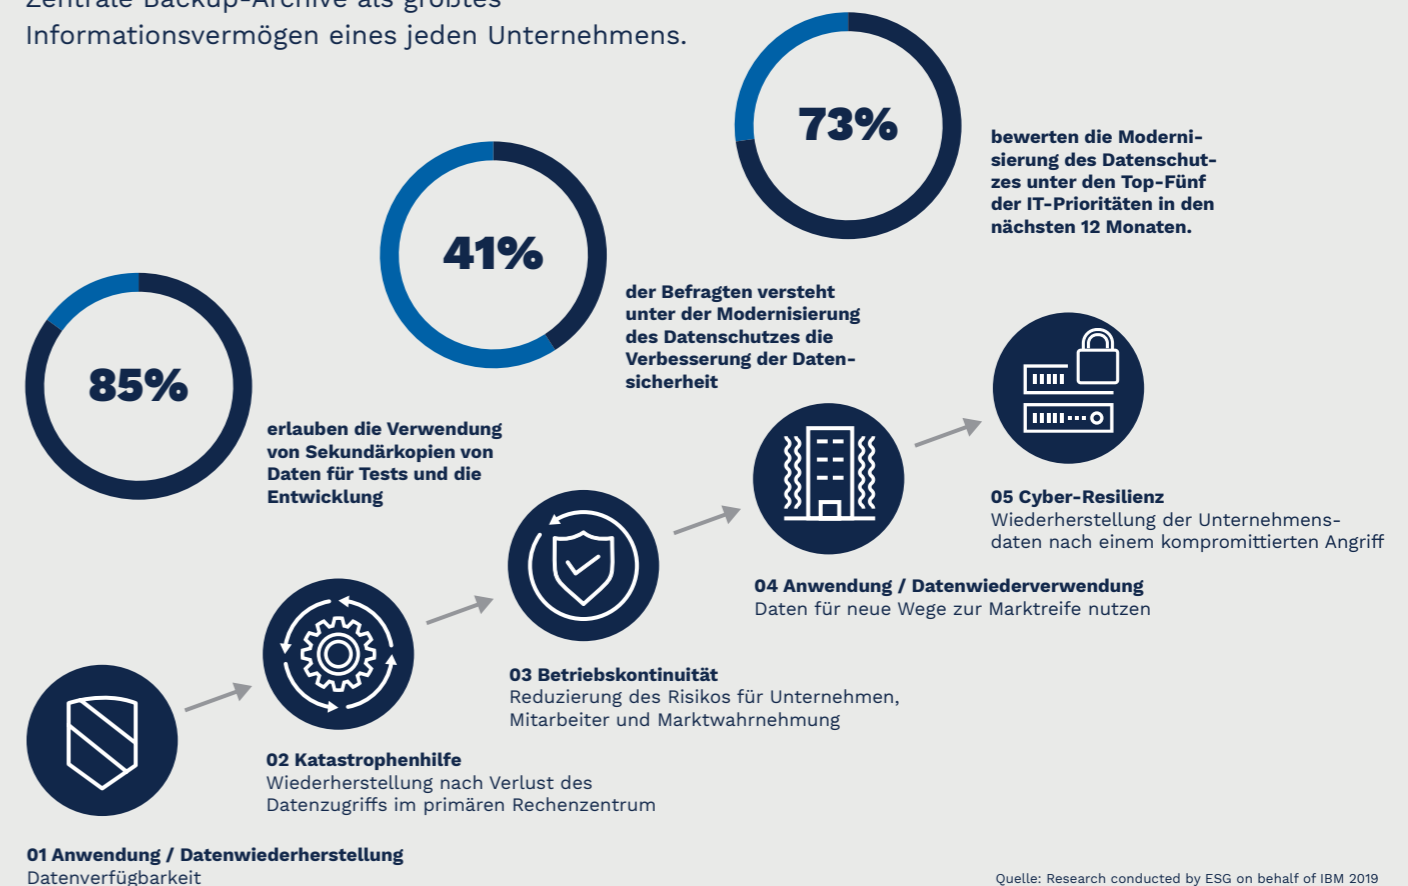 Zentrale Backup-Archive als größtes
Informationsvermögen eines jeden Unternehmens.
73%
bewerten die Moderni-
sierung des Datenschut-
zes unter den Top-Fünf
der IT-Prioritäten in den
nächsten 12 Monaten.
41%
der Befragten versteht
unter der Modernisierung
des Datenschutzes die
Verbesserung der Daten-
sicherheit
85%
erlauben die Verwendung
von Sekundärkopien von
Daten für Tests und die
Entwicklung
05 Cyber-Resilienz
Wiederherstellung der Unternehmens-
daten nach einem kompromittierten Angriff
04 Anwendung / Datenwiederverwendung
Daten für neue Wege zur Marktreife nutzen
03 Betriebskontinuität
Reduzierung des Risikos für Unternehmen,
Mitarbeiter und Marktwahrnehmung
02 Katastrophenhilfe
Wiederherstellung nach Verlust des
Datenzugriffs im primären Rechenzentrum
01 Anwendung / Datenwiederherstellung
Datenverfügbarkeit
Quelle: Research conducted by ESG on behalf of IBM 2019